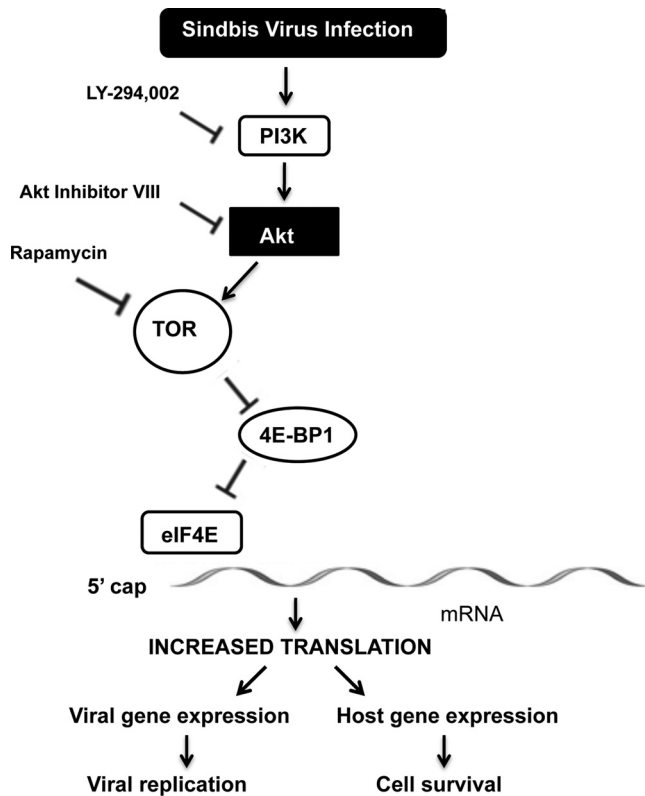 Sindbis Virus Infection
LY-294,002
PI3K
Akt Inhibitor VIII
Akt
Rapamycin
TOR
4E-BP1
eIF4E
5’ cap
mRNA
INCREASED TRANSLATION
Viral gene expression
Host gene expression
Viral replication
Cell survival